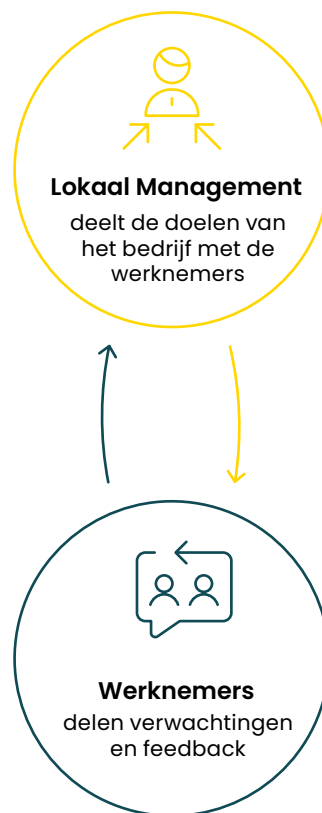 Lokaal Management
deelt de doelen van
het bedrijf met de
werknemers
Werknemers
delen verwachtingen
en feedback